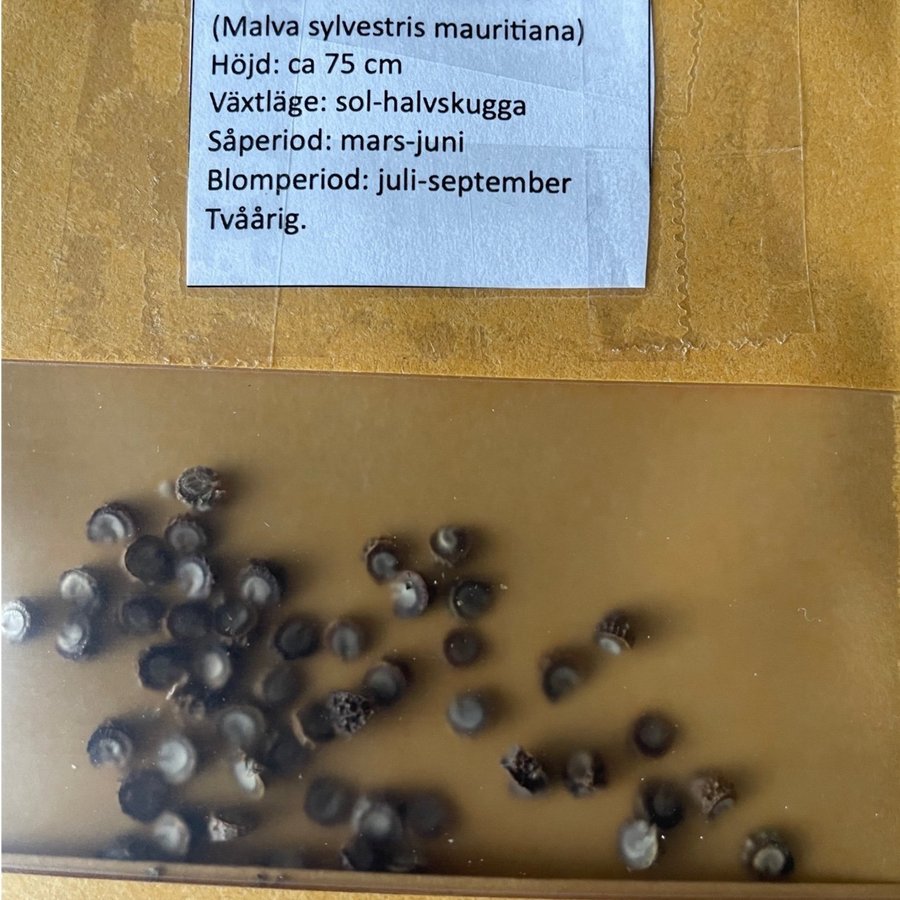 (Malva sylvestris mauritiana)
Höjd: ca 75 cm
Växtläge: sol-halvskugga
Såperiod: mars-juni
Blomperiod: juli-september
Tvåårig.